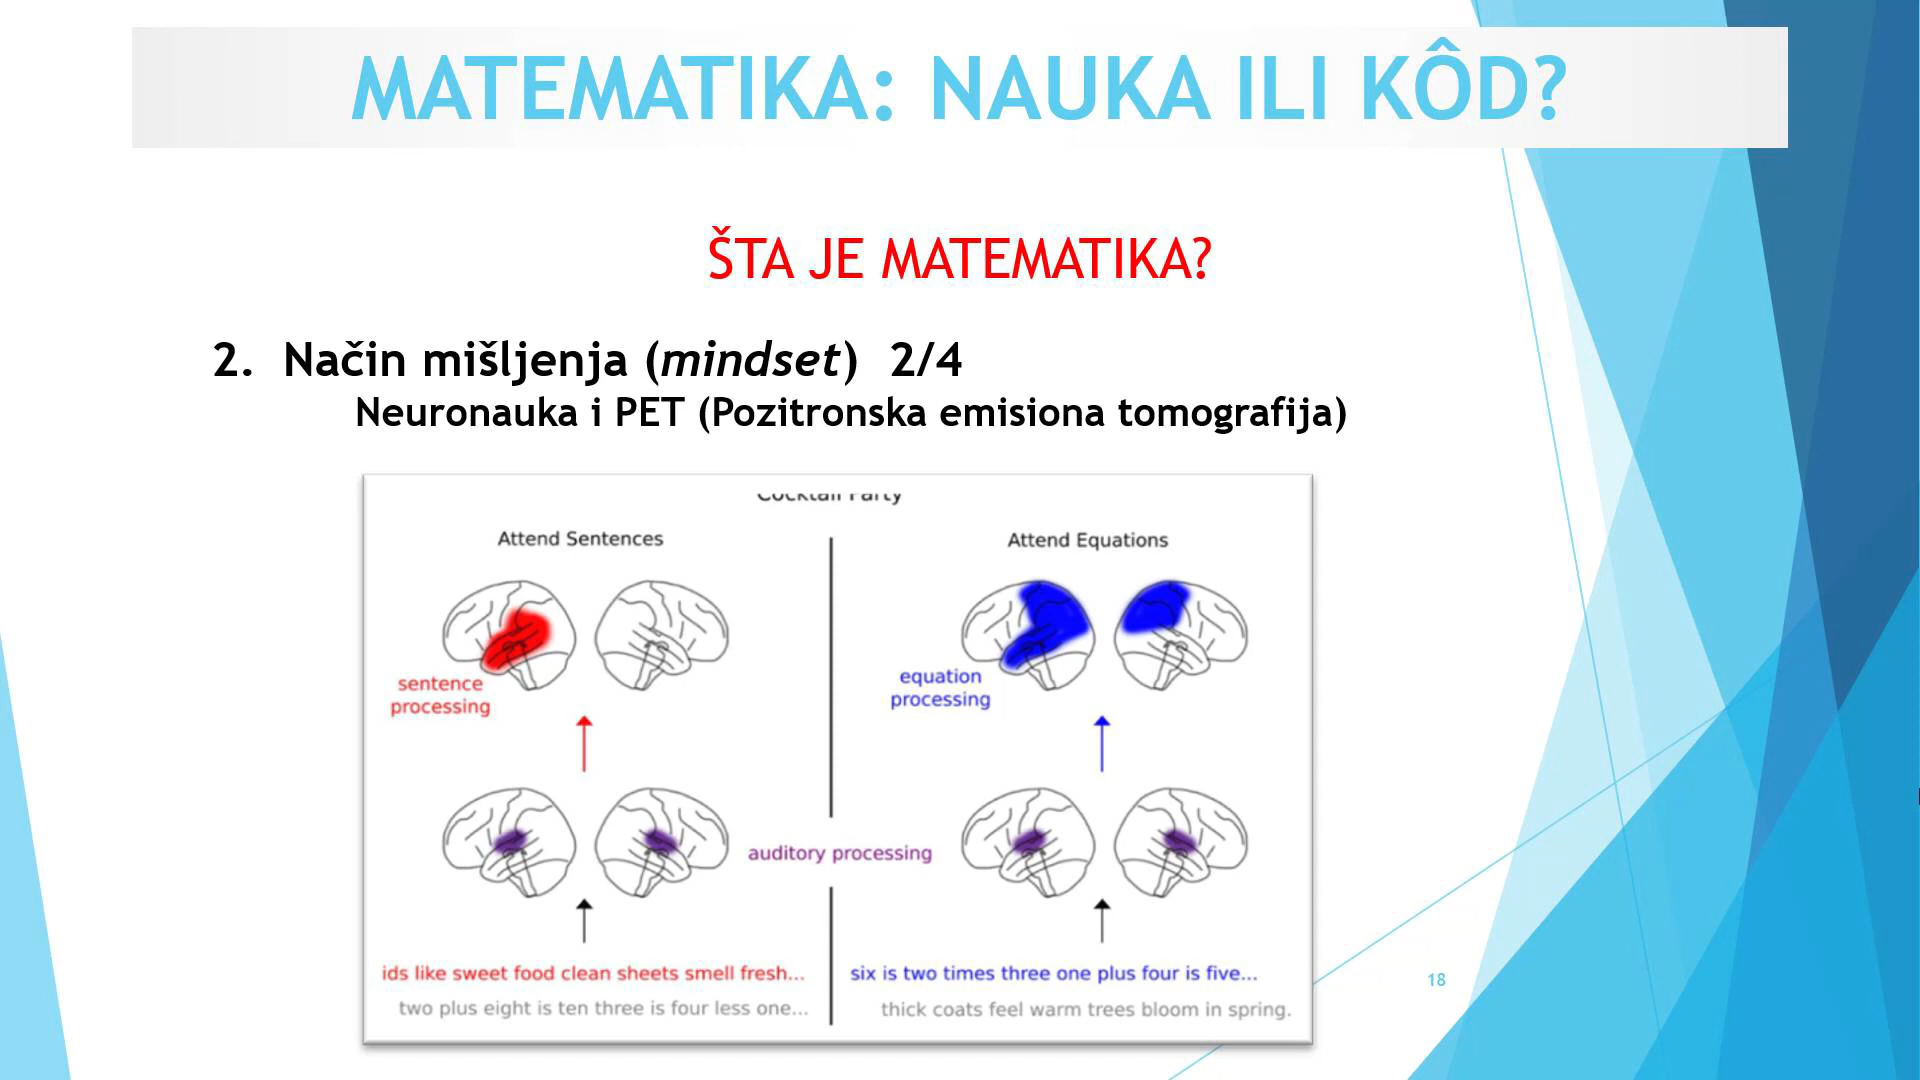 MATEMATIKA: NAUKA ILI KÔD?
ŠTA JE MATEMATIKA?
2. Način mišljenja (mindset) 2/4
Neuronauka i PET (Pozitronska emisiona tomografija)
Cocktail Party
Attend Sentences
Attend Equations
sentence
processing
equation
processing
auditory processing
ids like sweet food clean sheets smell fresh...
two plus eight is ten three is four less one...
six is two times three one plus four is five...
thick coats feel warm trees bloom in spring.
18